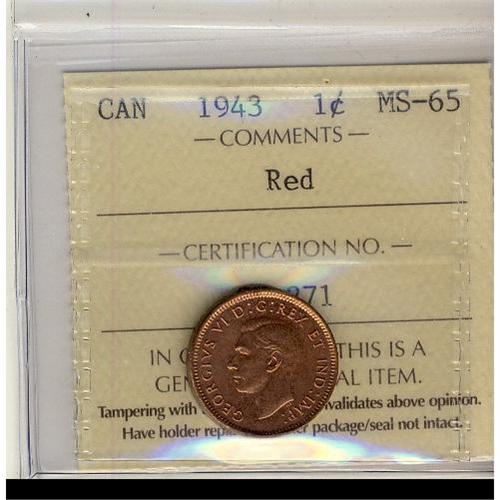 CAN 1943 1¢ MS-65
— COMMENTS —
Red
— CERTIFICATION NO. —
271
IN THIS IS A
ITEM.
Tampering with above opinion.
Have holder package/seal not intact.
GEORGIVS VI D:G:REX ET IND:IMP: